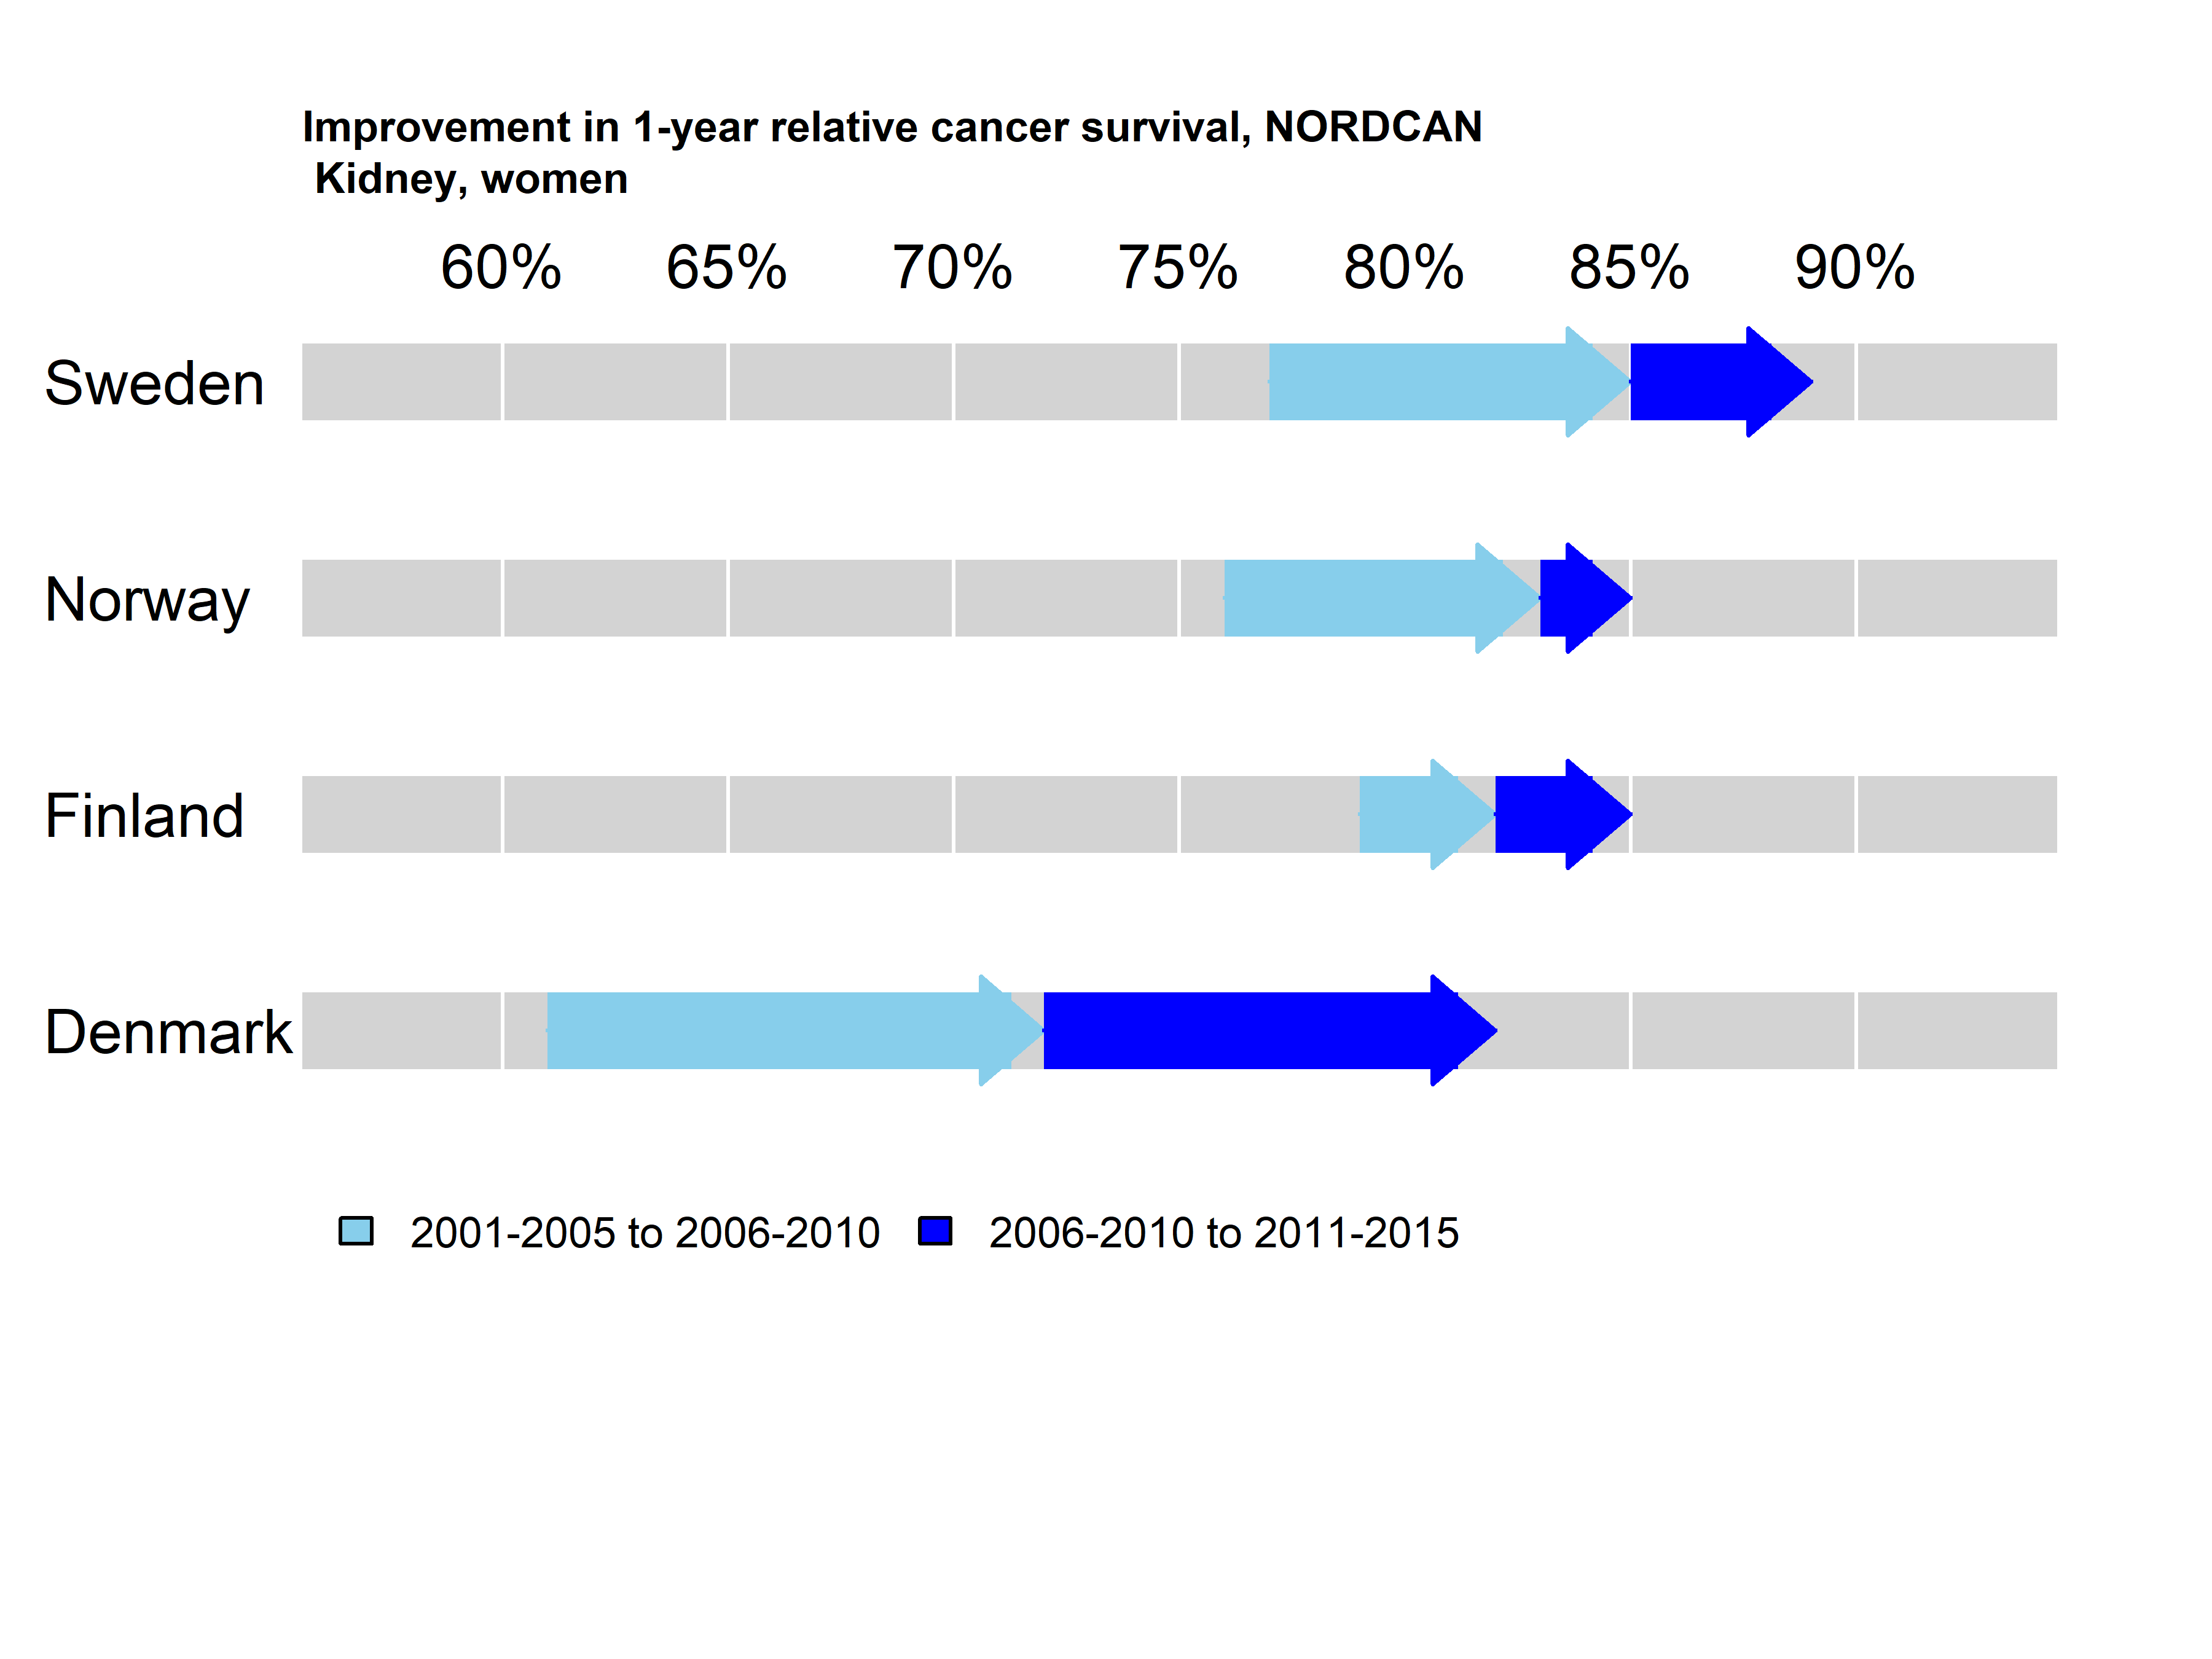 Improvement in 1-year relative cancer survival, NORDCAN
Kidney, women
60% 65% 70% 75% 80% 85% 90%
Sweden
Norway
Finland
Denmark
2001-2005 to 2006-2010 2006-2010 to 2011-2015